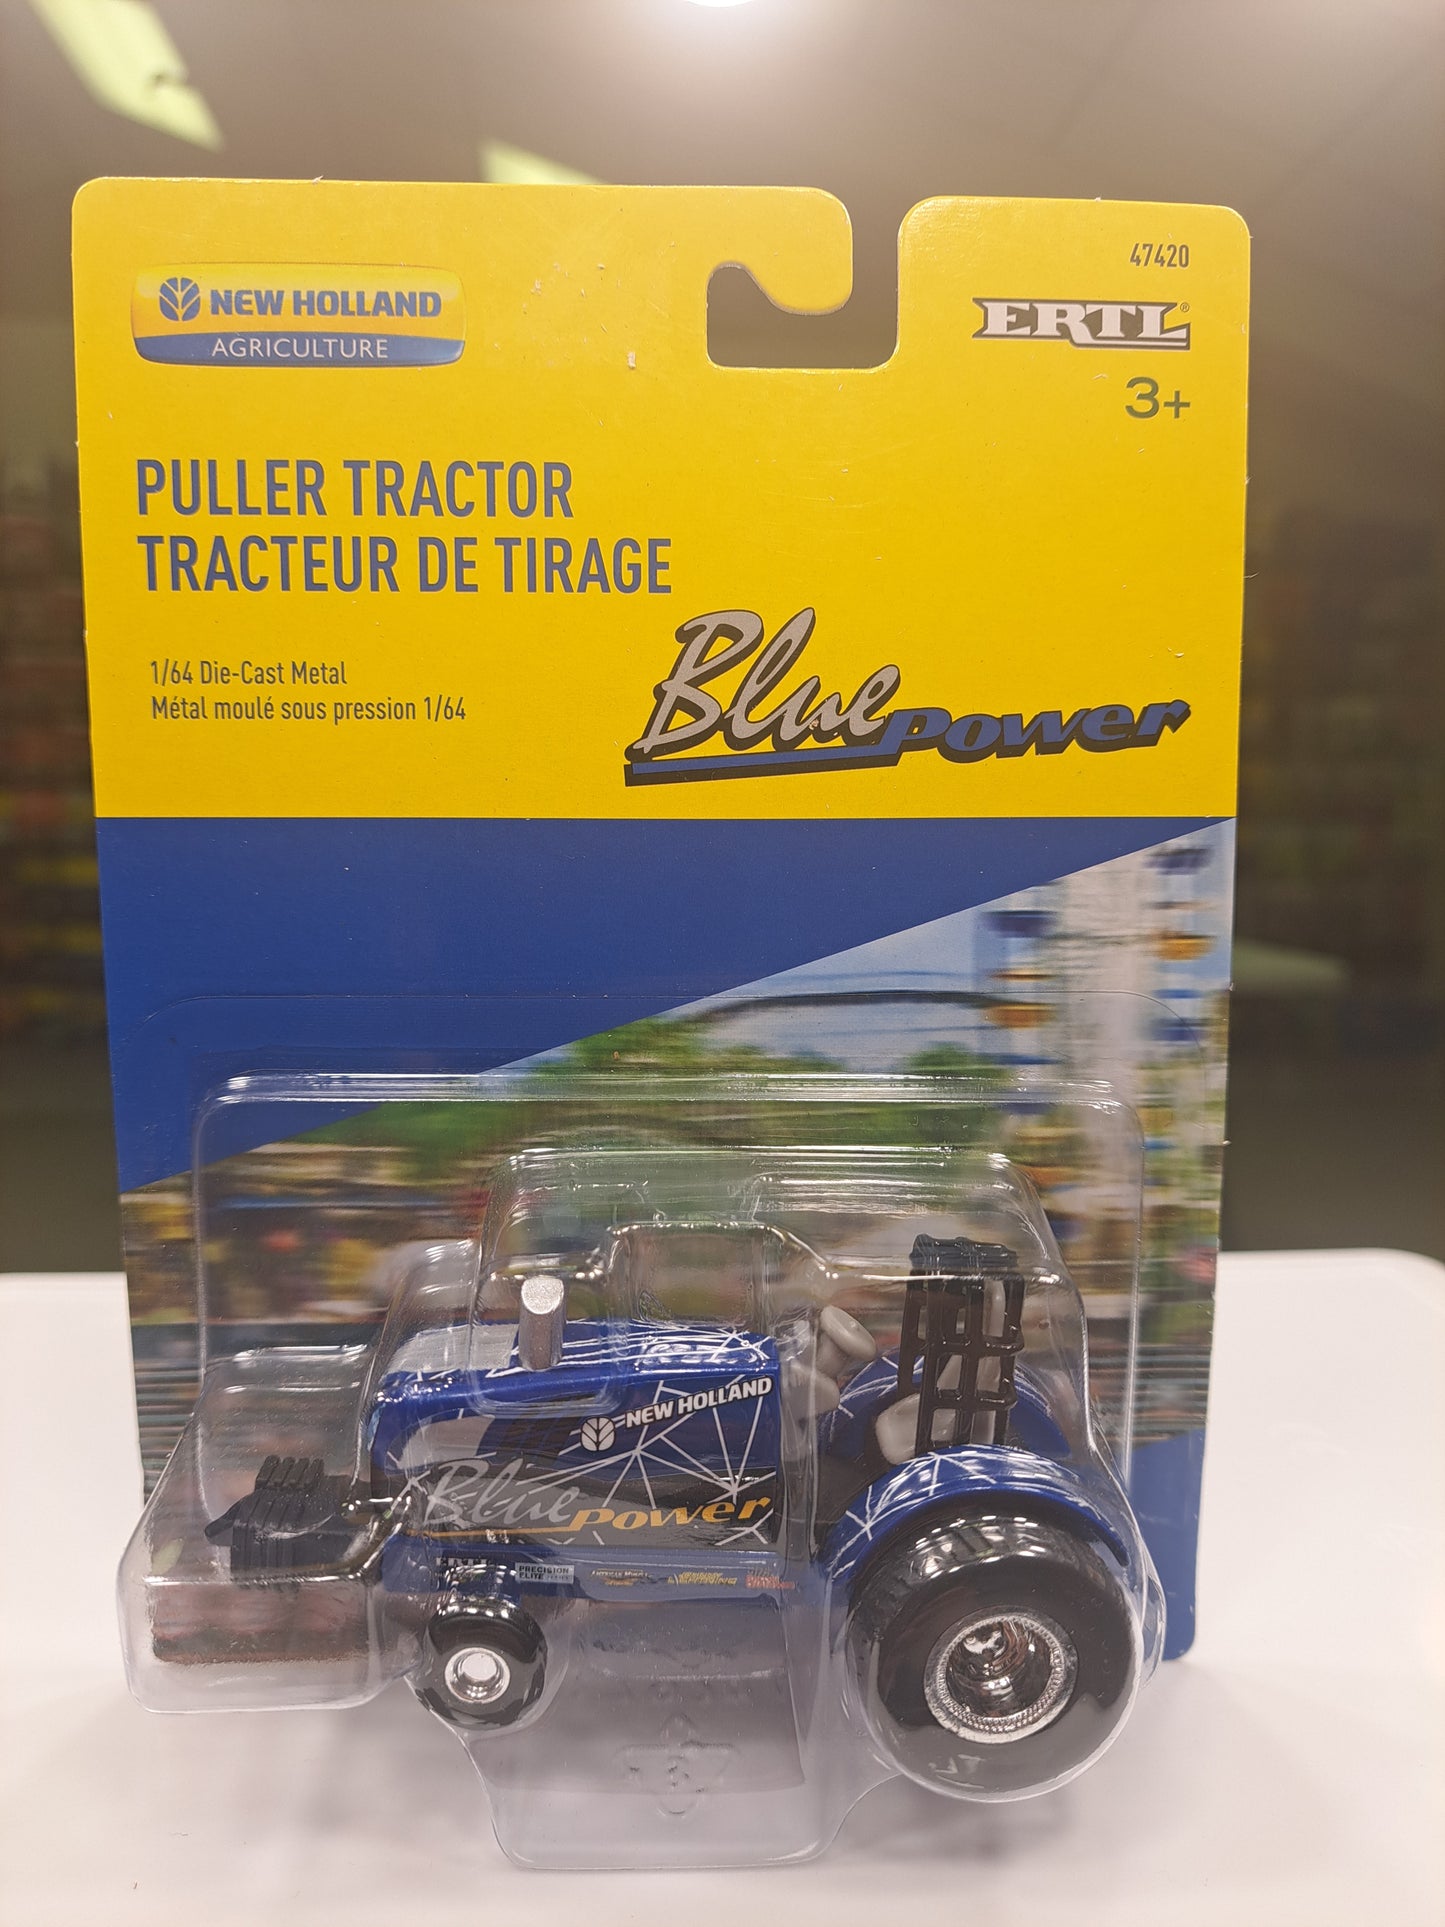 47420
NEW HOLLAND
AGRICULTURE
ERTL®
3+
PULLER TRACTOR
TRACTEUR DE TIRAGE
1/64 Die-Cast Metal
Métal moulé sous pression 1/64
Blue Power
NEW HOLLAND
Blue Power
ERTL
PRECISION
ELITE